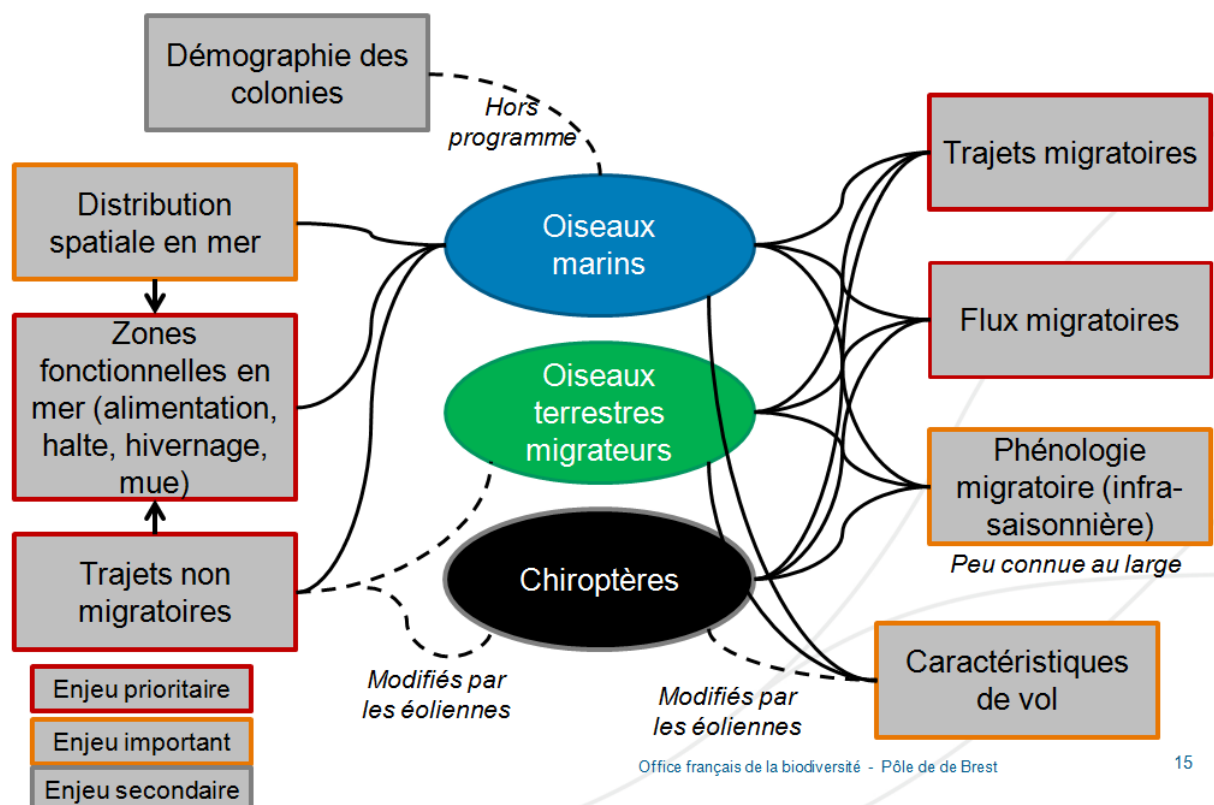 Démographie des
colonies
Hors
programme
Distribution
spatiale en mer
Zones
fonctionnelles en
mer (alimentation,
halte, hivernage,
mue)
Trajets non
migratoires
Oiseaux
marins
Oiseaux
terrestres
migrateurs
Chiroptères
Trajets migratoires
Flux migratoires
Phénologie
migratoire (infra-
saisonnière)
Peu connue au large
Caractéristiques
de vol
Modifiés par
les éoliennes
Modifiés par
les éoliennes
Enjeu prioritaire
Enjeu important
Enjeu secondaire
Office français de la biodiversité - Pôle de de Brest
15